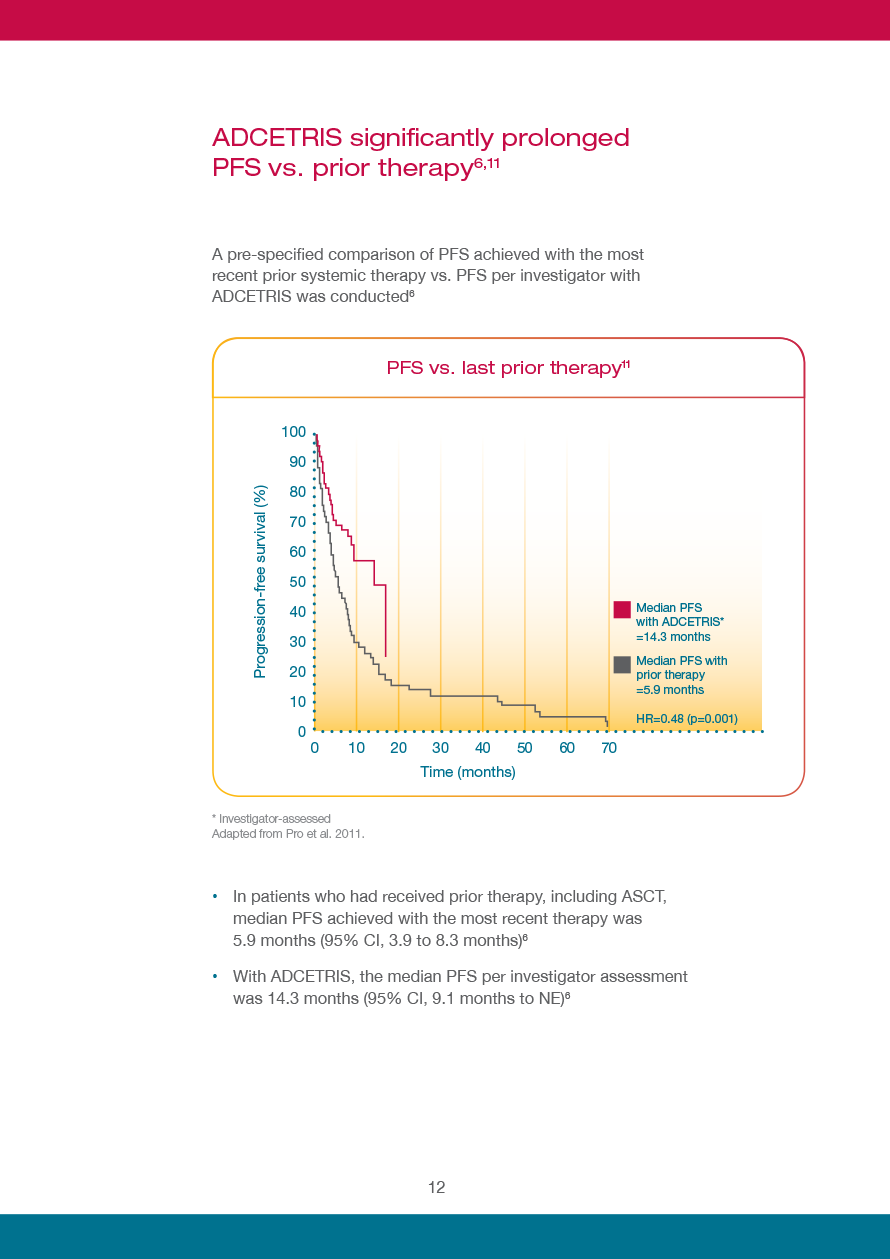 ADCETRIS significantly prolonged
PFS vs. prior therapy⁶,¹¹
A pre-specified comparison of PFS achieved with the most
recent prior systemic therapy vs. PFS per investigator with
ADCETRIS was conducted⁶
PFS vs. last prior therapy¹¹
Progression-free survival (%)
100
90
80
70
60
50
40
30
20
10
0
0 10 20 30 40 50 60 70
Time (months)
Median PFS
with ADCETRIS*
=14.3 months
Median PFS with
prior therapy
=5.9 months
HR=0.48 (p=0.001)
* Investigator-assessed
Adapted from Pro et al. 2011.
• In patients who had received prior therapy, including ASCT,
median PFS achieved with the most recent therapy was
5.9 months (95% CI, 3.9 to 8.3 months)⁶
• With ADCETRIS, the median PFS per investigator assessment
was 14.3 months (95% CI, 9.1 months to NE)⁶
12